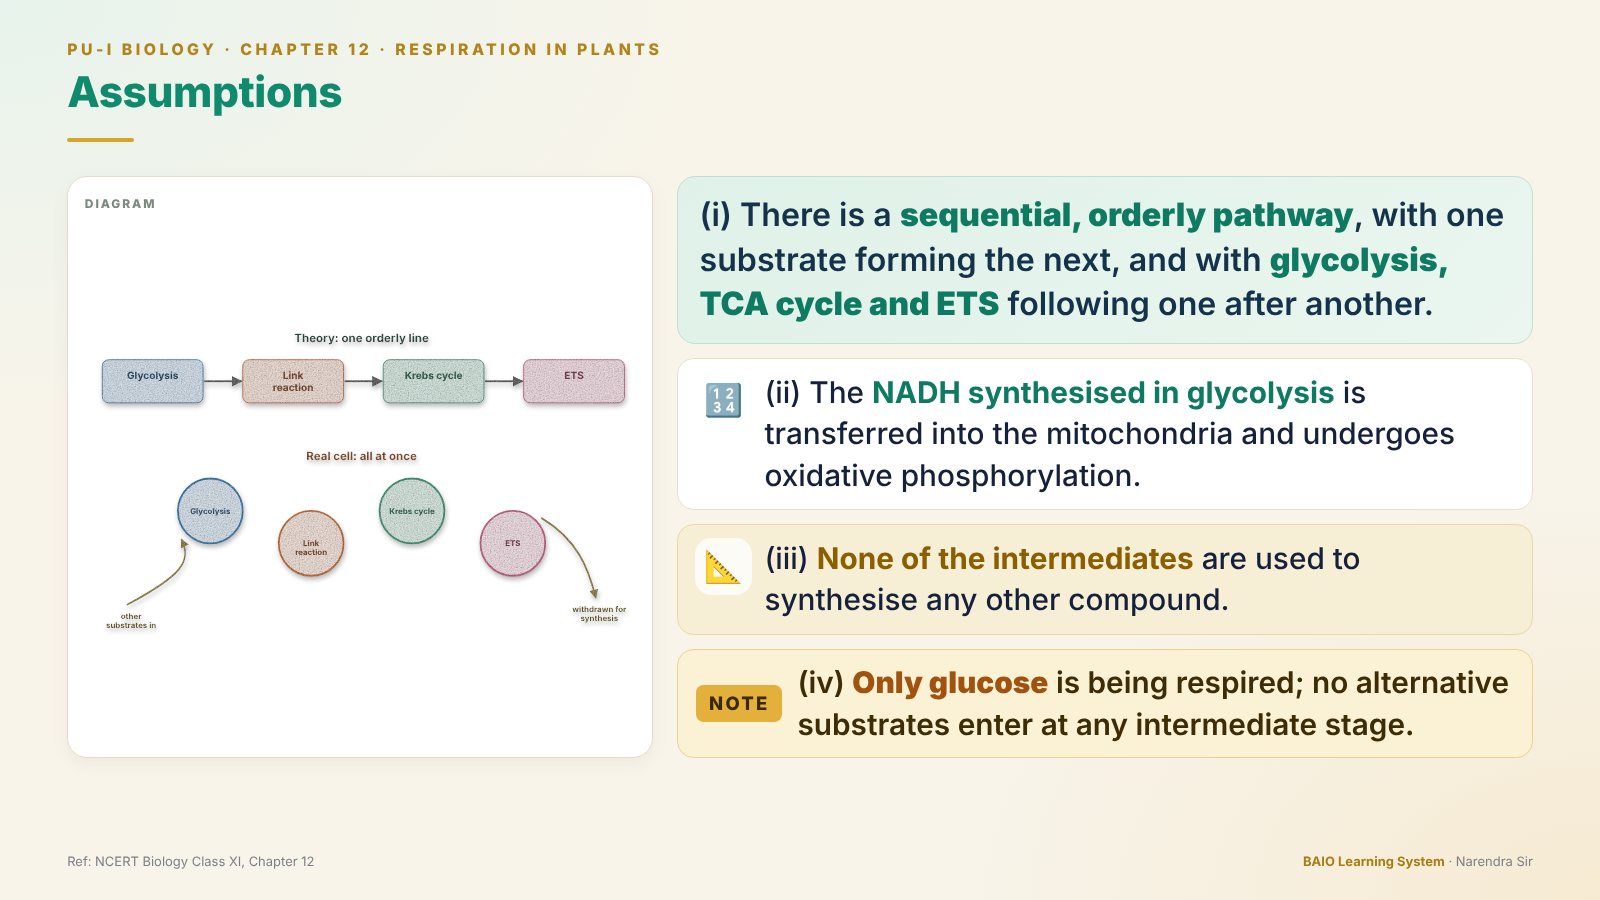 PU-I BIOLOGY · CHAPTER 12 · RESPIRATION IN PLANTS
Assumptions
DIAGRAM
Theory: one orderly line
Glycolysis
Link
reaction
Krebs cycle
ETS
Real cell: all at once
Glycolysis
Link
reaction
Krebs cycle
ETS
other
substrates in
withdrawn for
synthesis
(i) There is a sequential, orderly pathway, with one
substrate forming the next, and with glycolysis,
TCA cycle and ETS following one after another.
1 2
3 4
(ii) The NADH synthesised in glycolysis is
transferred into the mitochondria and undergoes
oxidative phosphorylation.
(iii) None of the intermediates are used to
synthesise any other compound.
NOTE
(iv) Only glucose is being respired; no alternative
substrates enter at any intermediate stage.
Ref: NCERT Biology Class XI, Chapter 12
BAIO Learning System · Narendra Sir